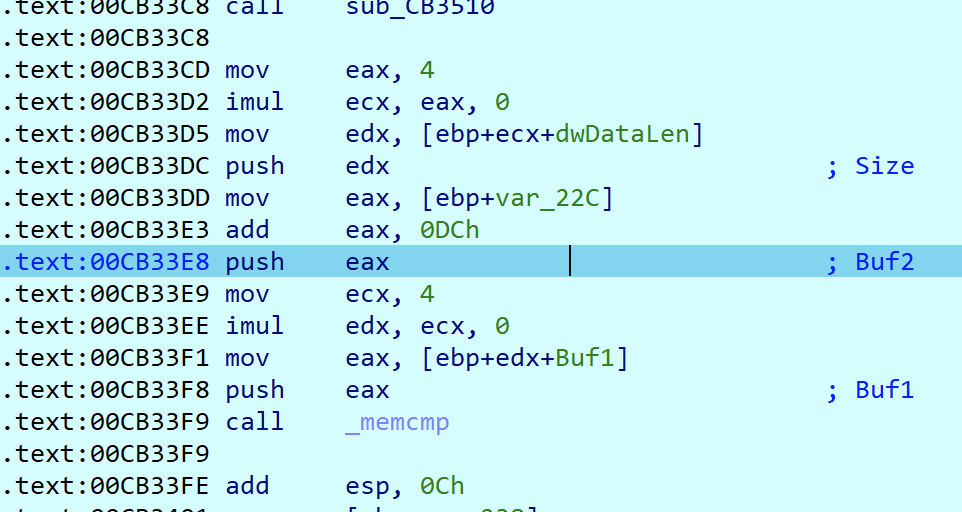 .text:00CB33C8 call sub_CB3510
.text:00CB33C8
.text:00CB33CD mov eax, 4
.text:00CB33D2 imul ecx, eax, 0
.text:00CB33D5 mov edx, [ebp+ecx+dwDataLen]
.text:00CB33DC push edx ; Size
.text:00CB33DD mov eax, [ebp+var_22C]
.text:00CB33E3 add eax, 0DCh
.text:00CB33E8 push eax ; Buf2
.text:00CB33E9 mov ecx, 4
.text:00CB33EE imul edx, ecx, 0
.text:00CB33F1 mov eax, [ebp+edx+Buf1]
.text:00CB33F8 push eax ; Buf1
.text:00CB33F9 call _memcmp
.text:00CB33F9
.text:00CB33FE add esp, 0Ch